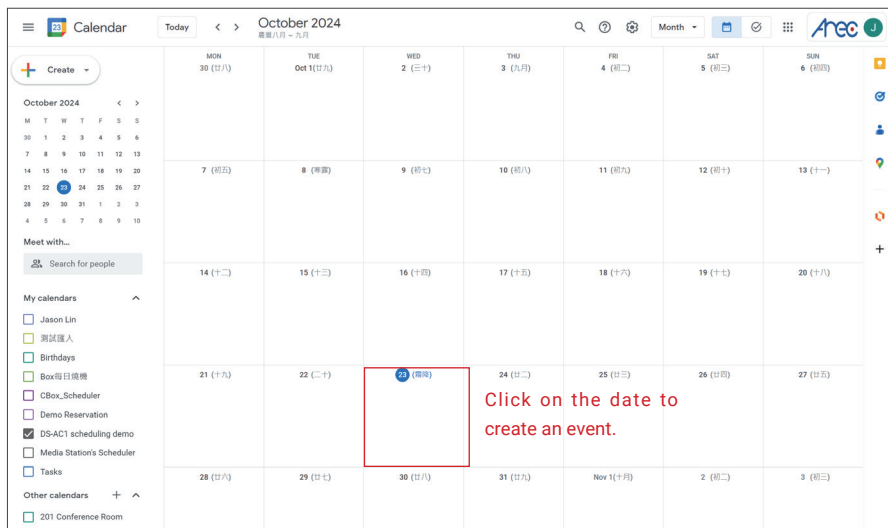 23 Calendar Today October 2024 Month Arec J
農曆八月 ~ 九月
Create
October 2024
M T W T F S S
30 1 2 3 4 5 6
7 8 9 10 11 12 13
14 15 16 17 18 19 20
21 22 23 24 25 26 27
28 29 30 31 1 2 3
4 5 6 7 8 9 10
Meet with...
Search for people
My calendars
Jason Lin
測試匯人
Birthdays
Box每日燒機
CBox_Scheduler
Demo Reservation
DS-AC1 scheduling demo
Media Station's Scheduler
Tasks
Other calendars
201 Conference Room
MON TUE WED THU FRI SAT SUN
30 (廿八) Oct 1(廿九) 2 (三十) 3 (九月) 4 (初二) 5 (初三) 6 (初四)
7 (初五) 8 (寒露) 9 (初七) 10 (初八) 11 (初九) 12 (初十) 13 (十一)
14 (十二) 15 (十三) 16 (十四) 17 (十五) 18 (十六) 19 (十七) 20 (十八)
21 (十九) 22 (二十) 23 (霜降) 24 (廿二) 25 (廿三) 26 (廿四) 27 (廿五)
Click on the date to
create an event.
28 (廿六) 29 (廿七) 30 (廿八) 31 (廿九) Nov 1(十月) 2 (初二) 3 (初三)